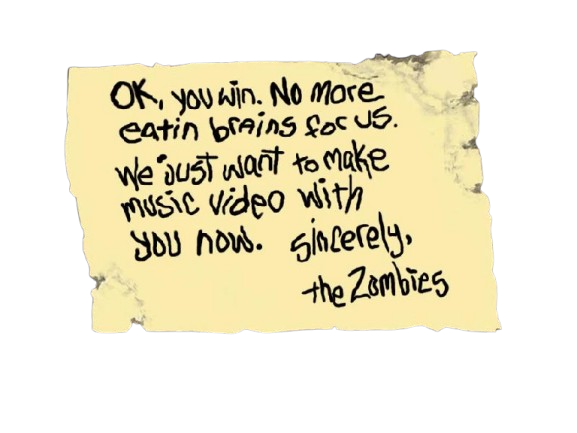 OK, you win. No more
eatin brains for us.
We just want to make
music video with
you now. sincerely,
the Zombies